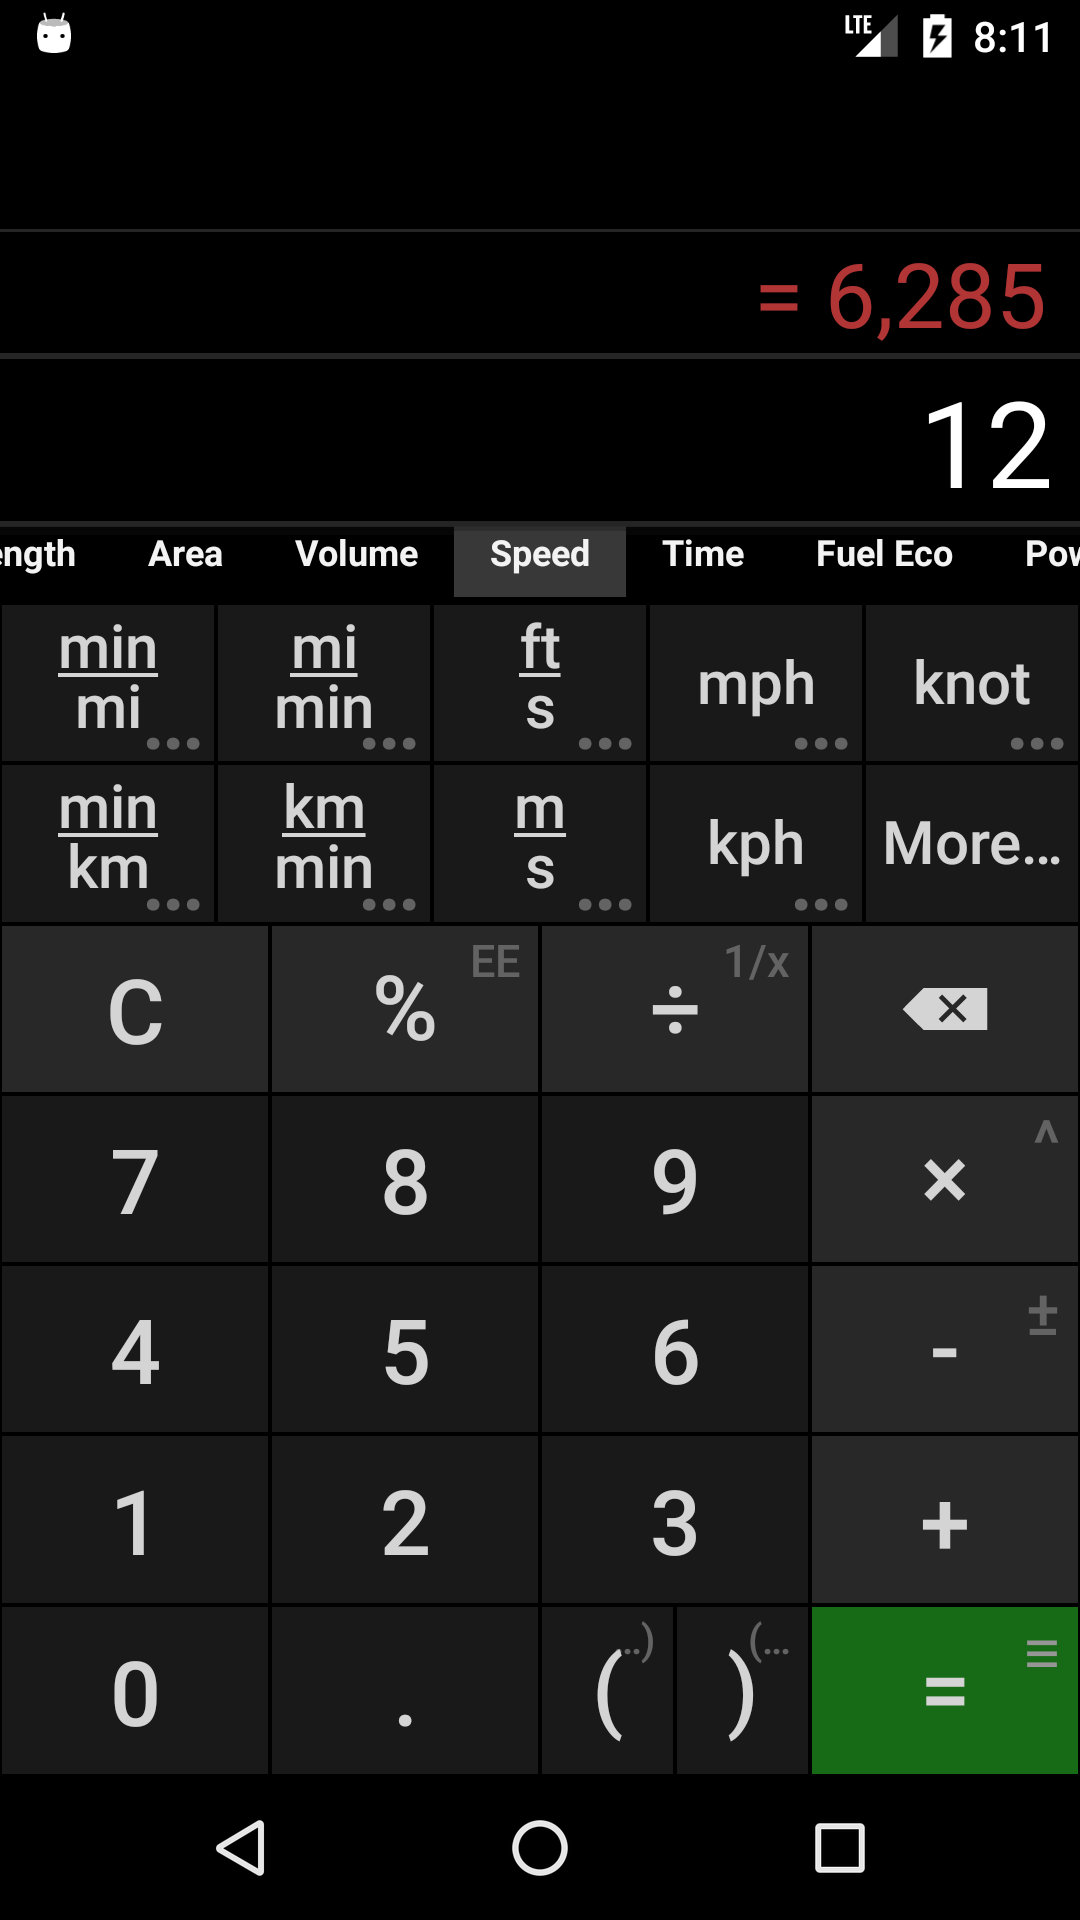 LTE 8:11
= 6,285
12
ength Area Volume Speed Time Fuel Eco Pow
min
mi
mi
min
ft
s
mph
knot
min
km
km
min
m
s
kph
More...
C % EE ÷ 1/x
7 8 9 × ^
4 5 6 - ±
1 2 3 +
0 . ( ..) ) (... =